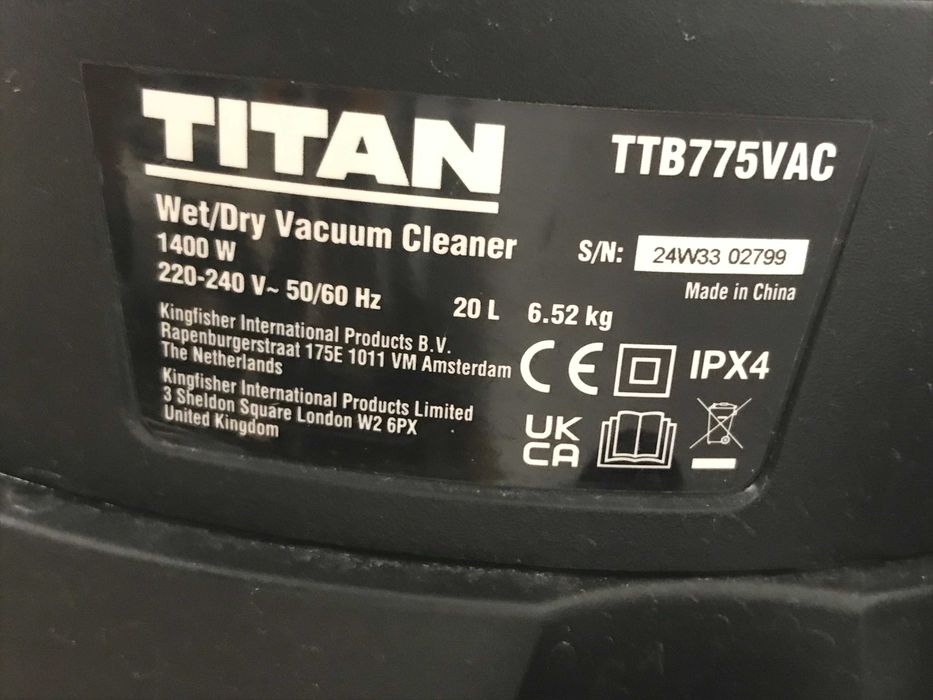 TITAN
TTB775VAC
Wet/Dry Vacuum Cleaner
1400 W
220-240 V~ 50/60 Hz
20 L 6.52 kg
S/N: 24W33 02799
Made in China
Kingfisher International Products B.V.
Rapenburgerstraat 175E 1011 VM Amsterdam
The Netherlands
Kingfisher International Products Limited
3 Sheldon Square London W2 6PX
United Kingdom
CE
IPX4
UK
CA